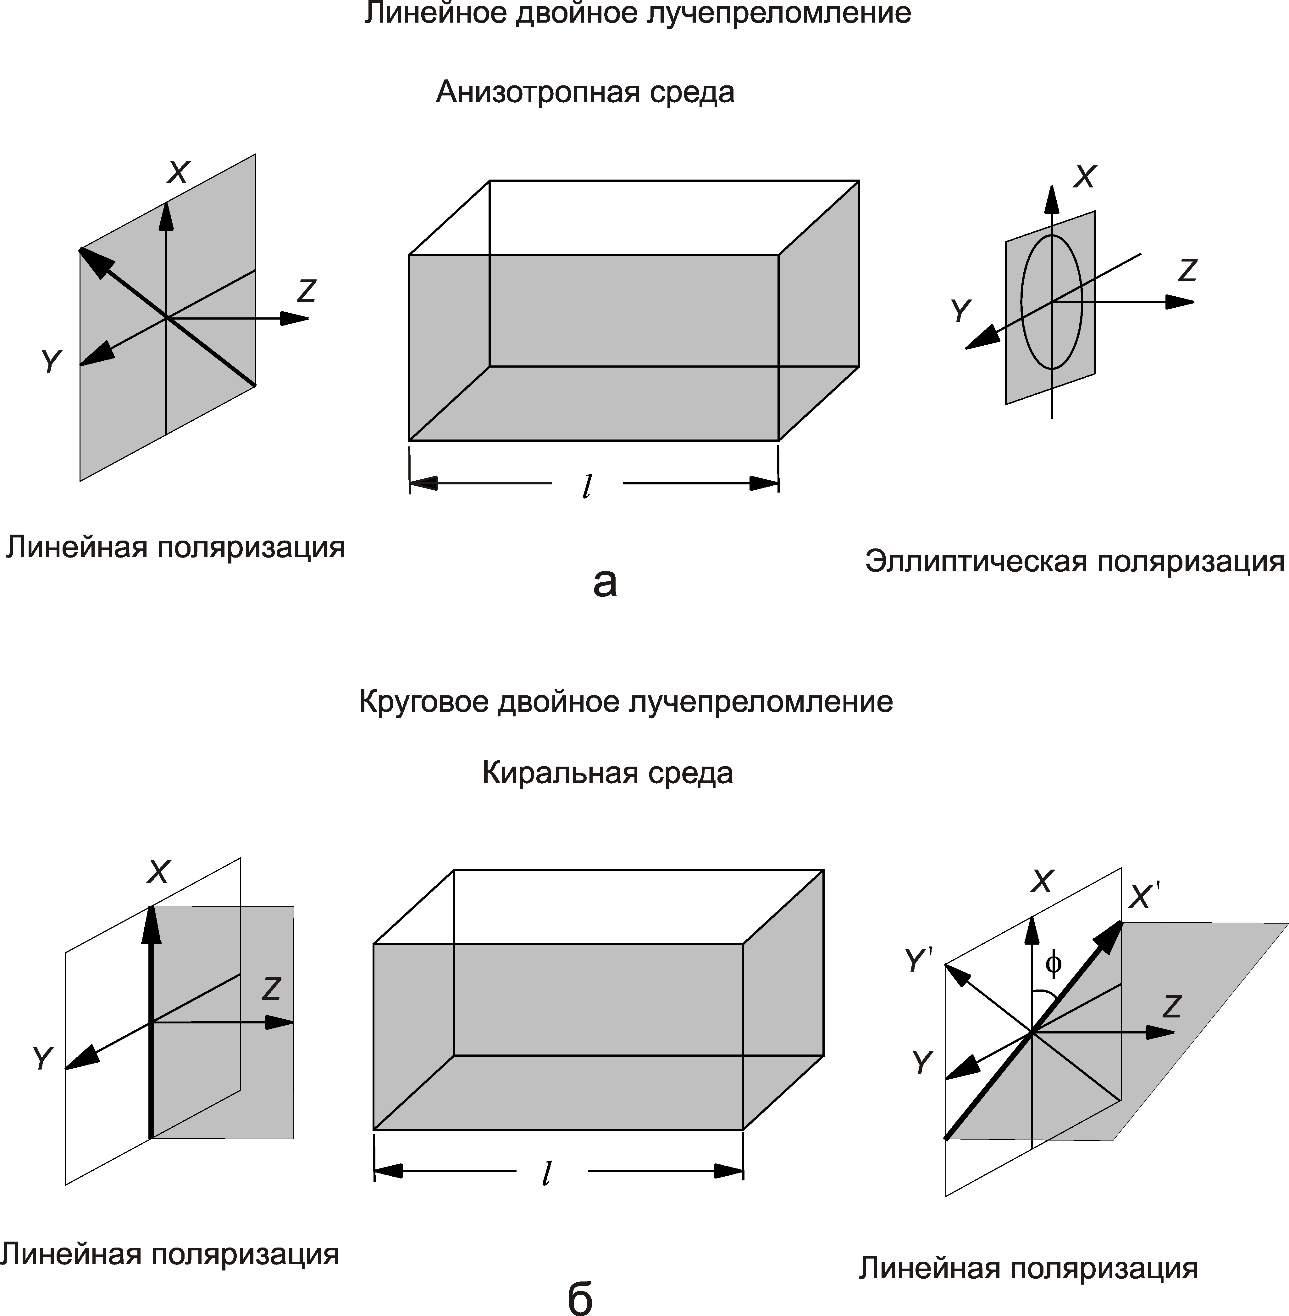 Линейное двойное лучепреломление
Анизотропная среда
X
Z
Y
l
X
Z
Y
Линейная поляризация
Эллиптическая поляризация
а
Круговое двойное лучепреломление
Киральная среда
X
Z
Y
l
X
X'
Y'
ϕ
Z
Y
Линейная поляризация
Линейная поляризация
б